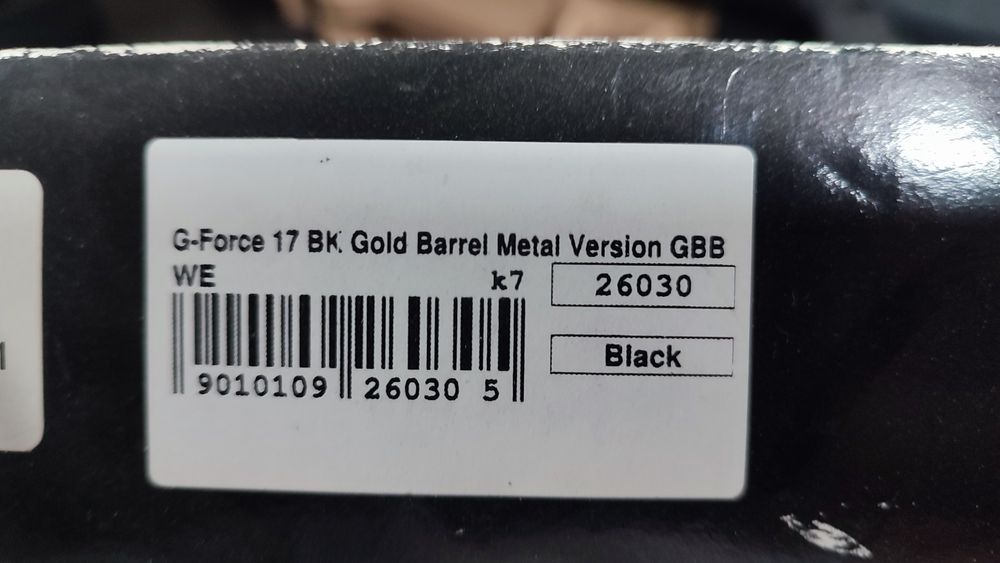 G-Force 17 BK. Gold Barrel Metal Version GBB
WE
k7
26030
Black
9010109 26030 5